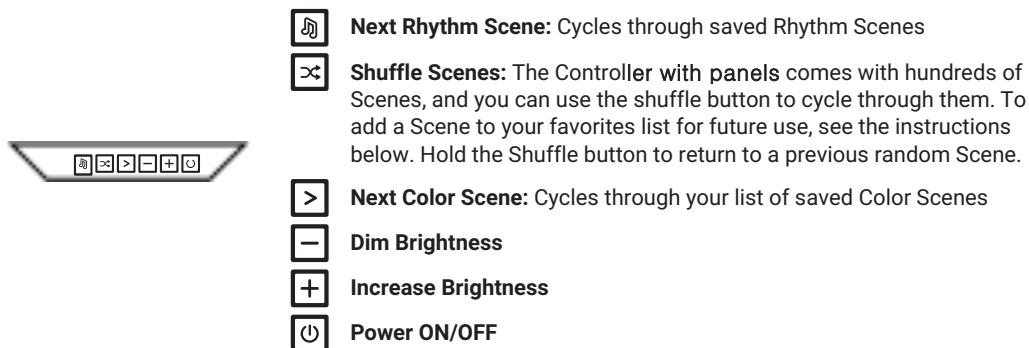 Next Rhythm Scene: Cycles through saved Rhythm Scenes
Shuffle Scenes: The Controller with panels comes with hundreds of
Scenes, and you can use the shuffle button to cycle through them. To
add a Scene to your favorites list for future use, see the instructions
below. Hold the Shuffle button to return to a previous random Scene.
Next Color Scene: Cycles through your list of saved Color Scenes
Dim Brightness
Increase Brightness
Power ON/OFF